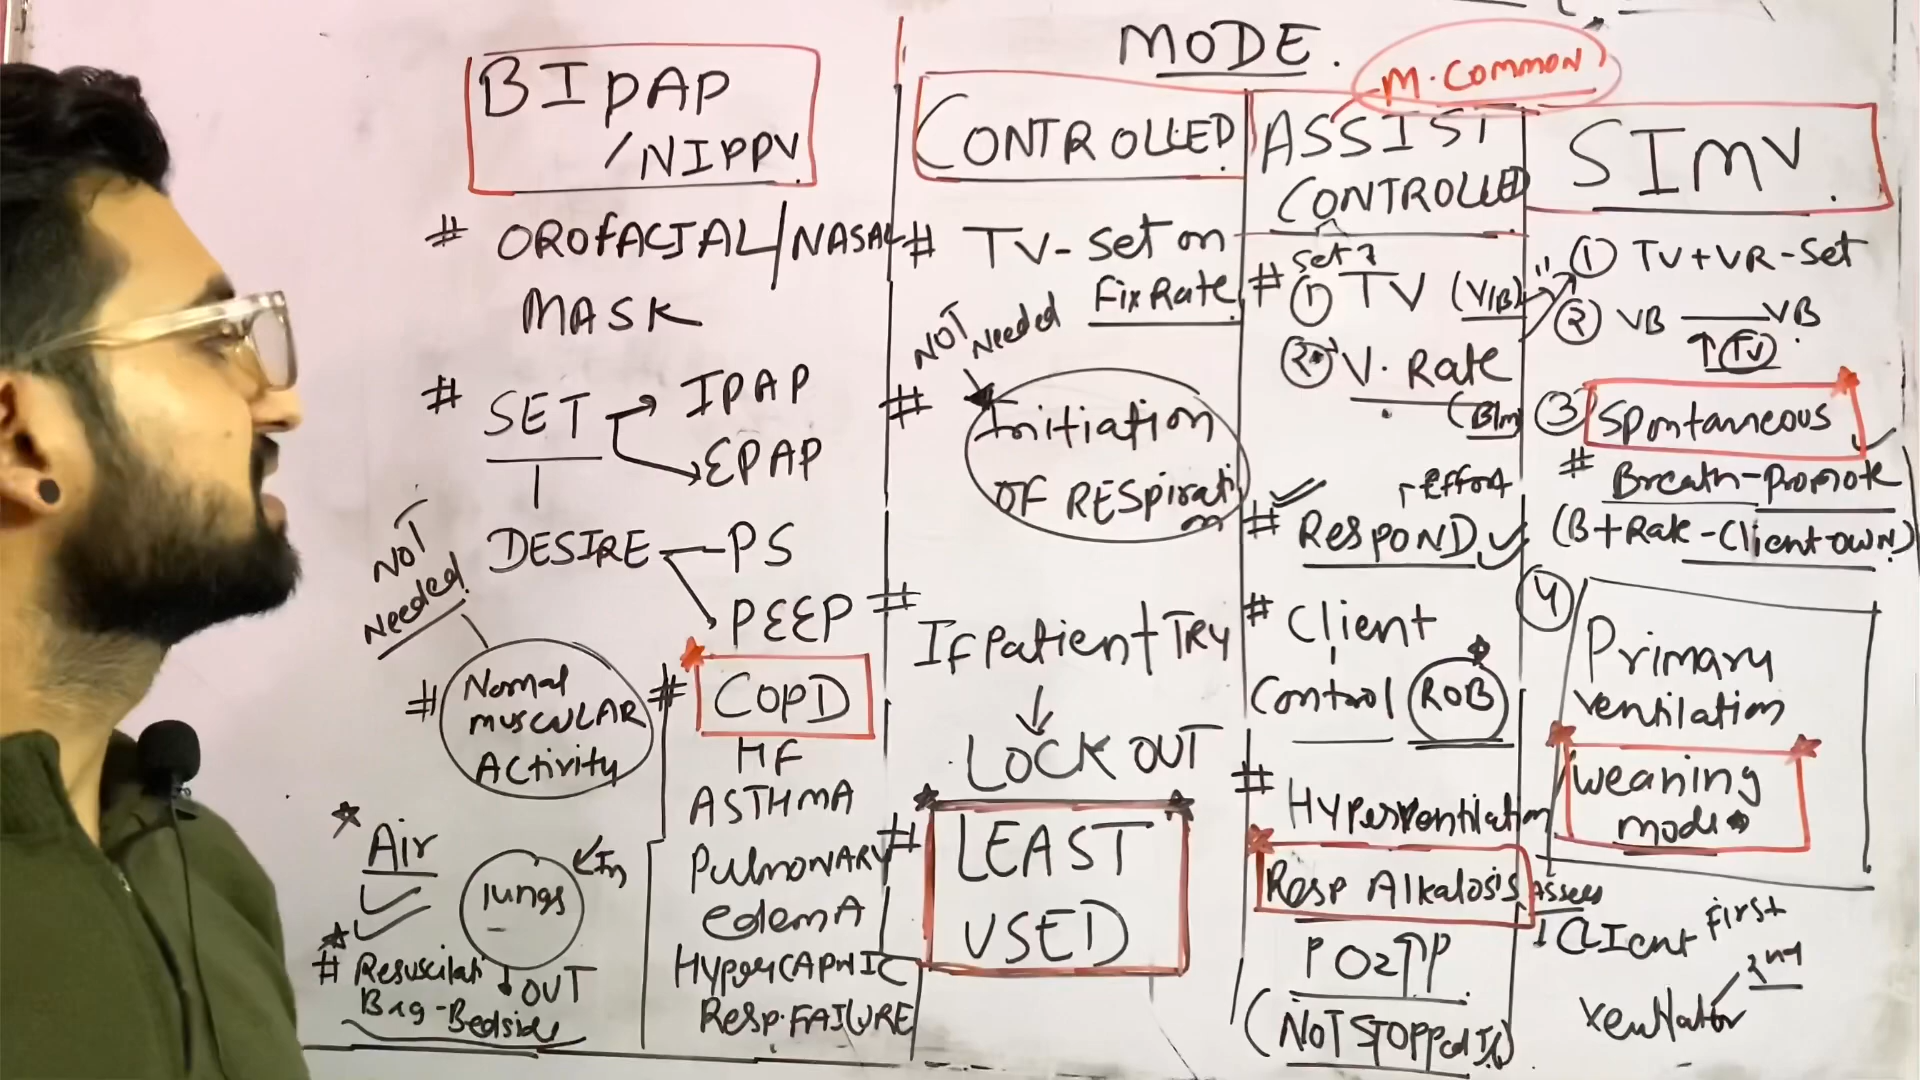 MODE.
M. COMMON
BIPAP
/NIPPV
# OROFACIAL/NASAL
MASK
# SET
IPAP
EPAP
DESIRE
PS
PEEP
NOT
Needed
# Normal
MUSCULAR
Activity
# COPD
HF
ASTHMA
Pulmonary
edema
HYPERCAPNIC
Resp. FAILURE
Air
lungs
In
OUT
# Resuscitati
Bag-Bedside
CONTROLLED
# TV-Set on
Fix Rate
NOT
Needed
# Initiation
OF RESpirati
on
# If Patient TRY
LOCK OUT
# LEAST
USED
ASSIST
CONTROLLED
Set
# ① TV (V/B)
② V. Rate
(B/m
↑Effort
# RESPOND
# Client
Control ROB
# Hyperventilation
Resp Alkalosis
PO2↑P
(NOT STOPPed
SIMV
① TV+VR-Set
② VB VB
↑TV
③ Spontaneous
# Breath-Promote
(B+Rate-Client-OWN)
④ Primary
ventilation
weaning
mode
Assess
CLIent First
2nd
Ventilator